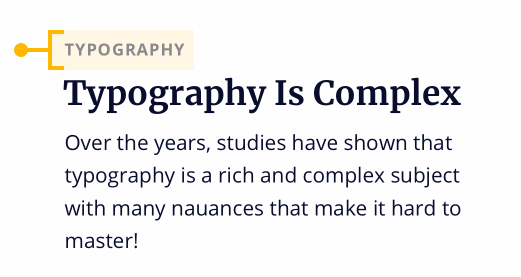 TYPOGRAPHY
Typography Is Complex
Over the years, studies have shown that
typography is a rich and complex subject
with many nauances that make it hard to
master!